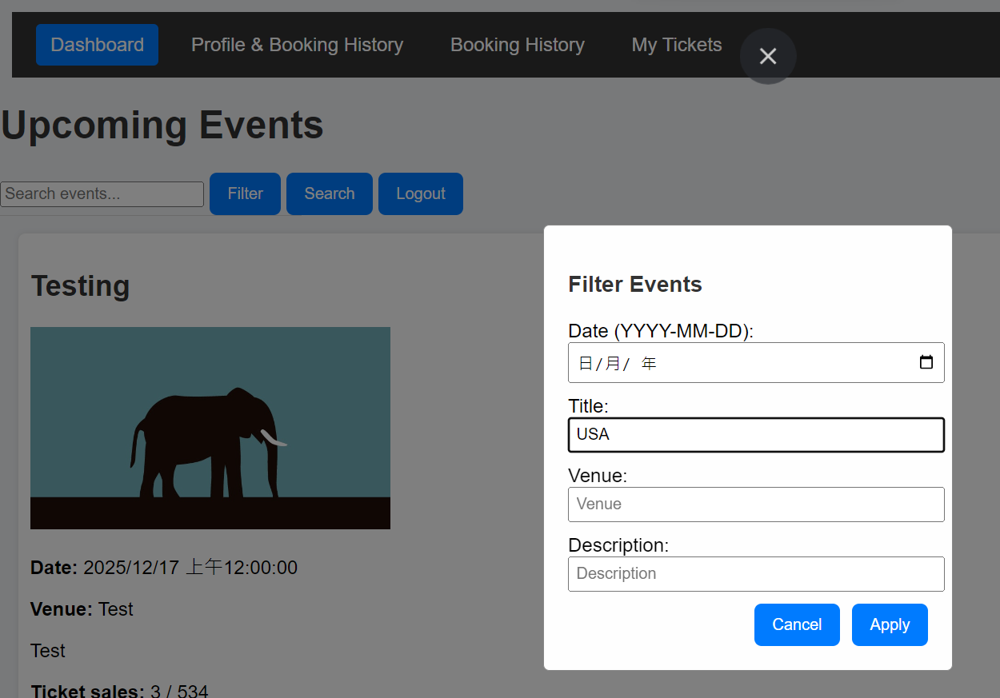 Dashboard Profile & Booking History Booking History My Tickets
Upcoming Events
Search events... Filter Search Logout
Testing
Date: 2025/12/17 上午12:00:00
Venue: Test
Test
Ticket sales: 3 / 534
Filter Events
Date (YYYY-MM-DD):
日/月/ 年
Title:
USA
Venue:
Venue
Description:
Description
Cancel Apply